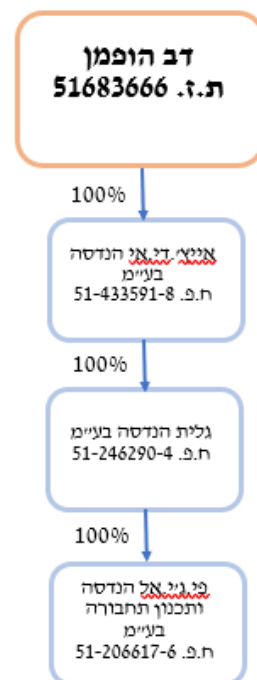 דב הופמן
ת.ז. 51683666
100%
אייץ'.די.אי הנדסה
בע"מ
ח.פ. 51-433591-8
100%
גלית הנדסה בע"מ
ח.פ. 51-246290-4
100%
פי.ג'י.אל הנדסה
ותכנון תחבורה
בע"מ
ח.פ. 51-206617-6